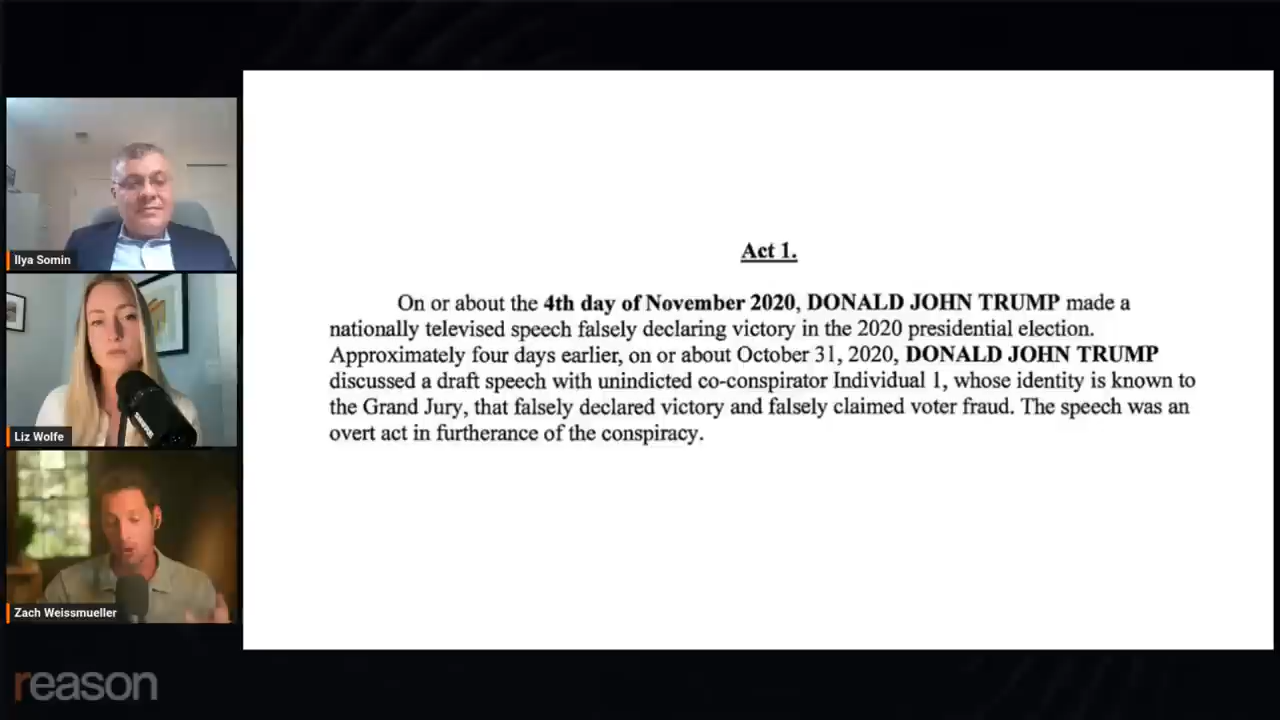 Ilya Somin
Liz Wolfe
Zach Weissmueller
reason
Act 1.
On or about the 4th day of November 2020, DONALD JOHN TRUMP made a
nationally televised speech falsely declaring victory in the 2020 presidential election.
Approximately four days earlier, on or about October 31, 2020, DONALD JOHN TRUMP
discussed a draft speech with unindicted co-conspirator Individual 1, whose identity is known to
the Grand Jury, that falsely declared victory and falsely claimed voter fraud. The speech was an
overt act in furtherance of the conspiracy.